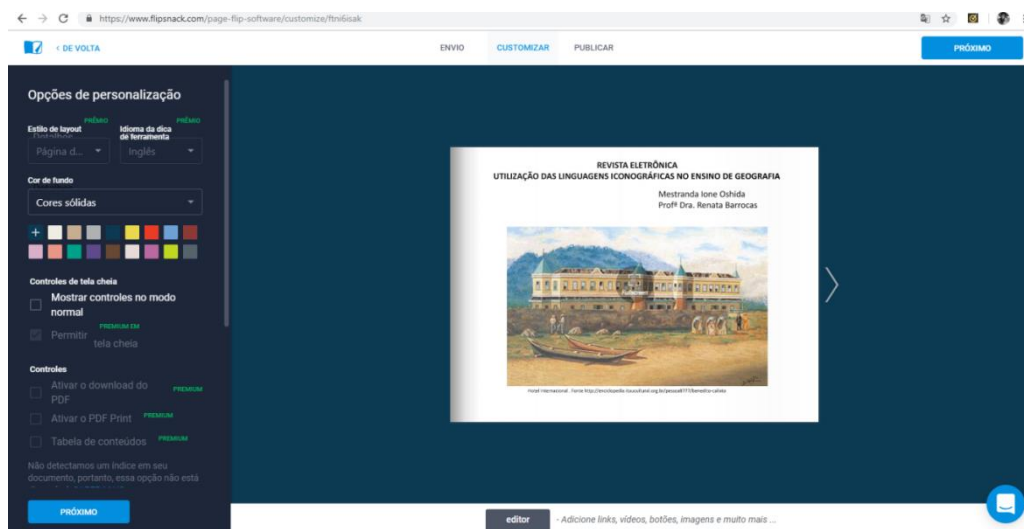 https://www.flipsnack.com/page-flip-software/customize/ftni6isak
< DE VOLTA
ENVIO
CUSTOMIZAR
PUBLICAR
PRÓXIMO
Opções de personalização
PRÊMIO
PRÊMIO
Estilo de layout
Idioma da dica
de ferramenta
Detalhes
Página d...
Inglês
Cor de fundo
Cores sólidas
Controles de tela cheia
Mostrar controles no modo
normal
PREMIUM EM
Permitir
tela cheia
Controles
Ativar o download do
PDF
PREMIUM
Ativar o PDF Print
PREMIUM
Tabela de conteúdos
PREMIUM
Não detectamos um índice em seu
documento, portanto, essa opção não está
PRÓXIMO
REVISTA ELETRÔNICA
UTILIZAÇÃO DAS LINGUAGENS ICONOGRÁFICAS NO ENSINO DE GEOGRAFIA
Mestranda Ione Oshida
Profª Dra. Renata Barrocas
Hotel Internacional . Fonte
editor
- Adicione links, vídeos, botões, imagens e muito mais ...